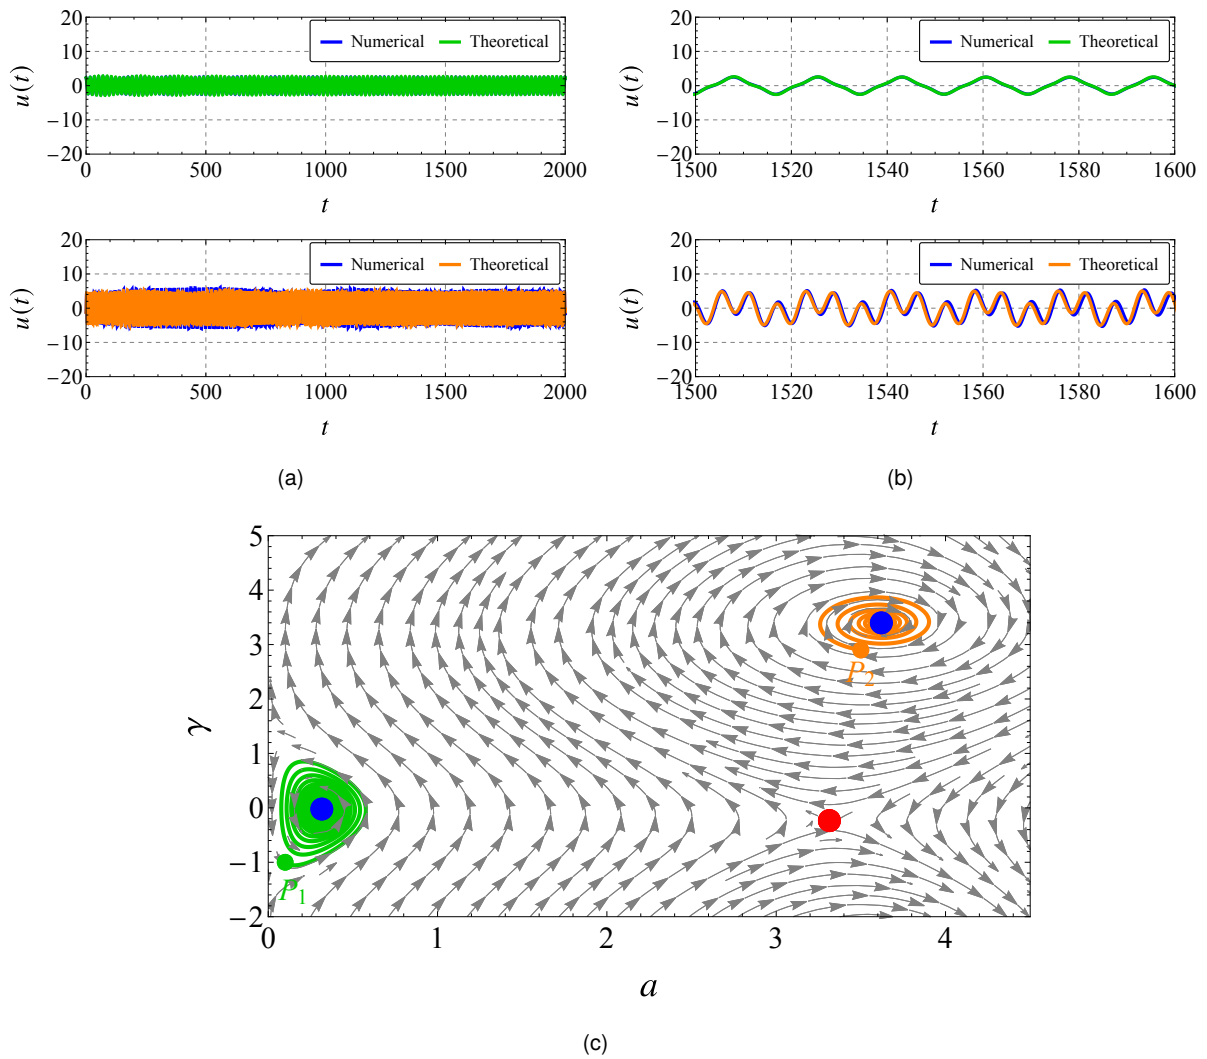 20
10
0
−10
−20
u(t)
Numerical
Theoretical
0
500
1000
1500
2000
t
20
10
0
−10
−20
u(t)
Numerical
Theoretical
1500
1520
1540
1560
1580
1600
t
20
10
0
−10
−20
u(t)
Numerical
Theoretical
0
500
1000
1500
2000
t
20
10
0
−10
−20
u(t)
Numerical
Theoretical
1500
1520
1540
1560
1580
1600
t
(a)
(b)
5
4
3
2
1
0
−1
−2
γ
P₂
P₁
0
1
2
3
4
a
(c)